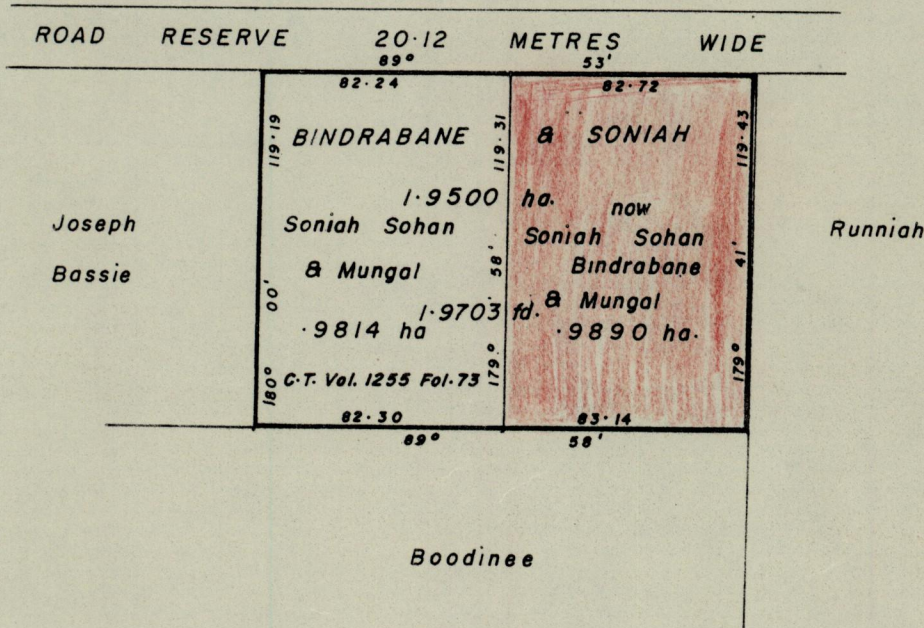 ROAD RESERVE 20·12 METRES WIDE
89° 53'
82·24 82·72
119·19
BINDRABANE & SONIAH
119·31
119·43
1·9500 ha.
now
Joseph
Bassie
Soniah Sohan
& Mungal
Soniah Sohan
Bindrabane
& Mungal
Runniah
00'
58'
41'
1·9703 fd.
·9814 ha
·9890 ha.
180°
C.T. Vol. 1255 Fol. 73
179°
179°
82·30 83·14
89° 58'
Boodinee